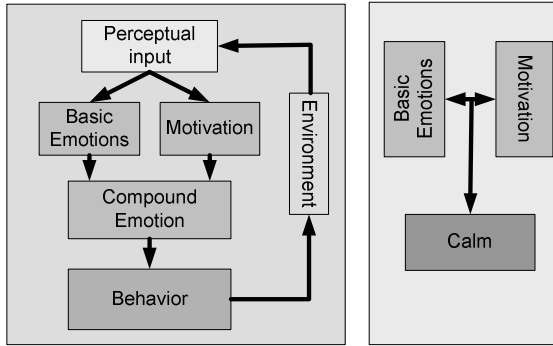 Perceptual
input
Basic
Emotions
Motivation
Compound
Emotion
Behavior
Environment
Basic
Emotions
Motivation
Calm